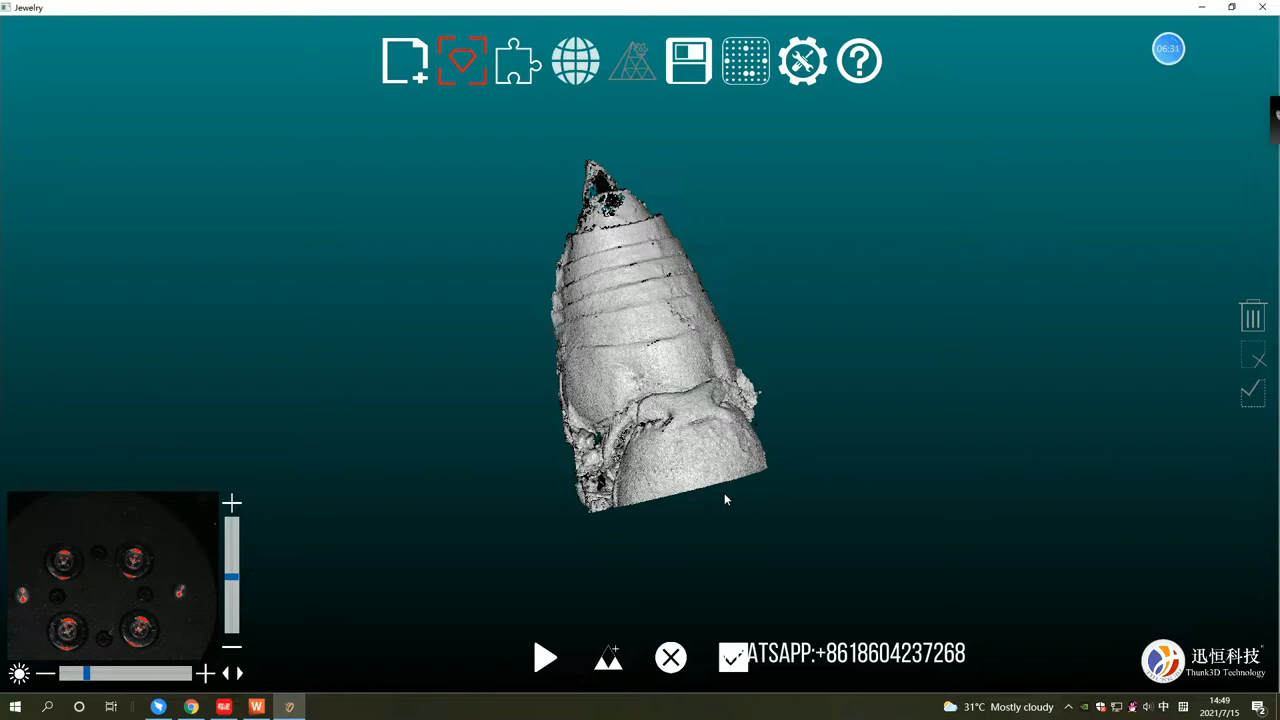 Jewelry
06:31
ATSAPP:+8618604237268
迅恒科技
Thunk3D Technology
31°C Mostly cloudy
中
14:49
2021/7/15
2